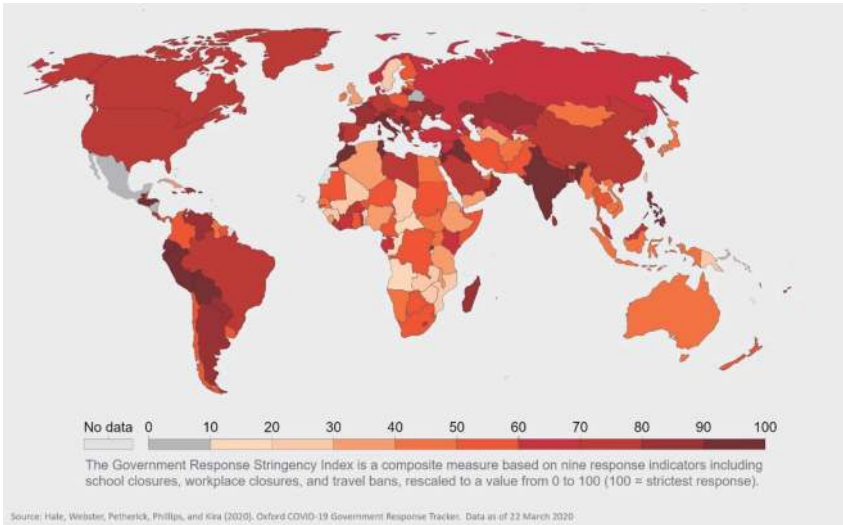 No data 0 10 20 30 40 50 60 70 80 90 100
The Government Response Stringency Index is a composite measure based on nine response indicators including
school closures, workplace closures, and travel bans, rescaled to a value from 0 to 100 (100 = strictest response).
Source: Hale, Webster, Petherick, Phillips, and Kira (2020). Oxford COVID-19 Government Response Tracker. Data as of 22 March 2020